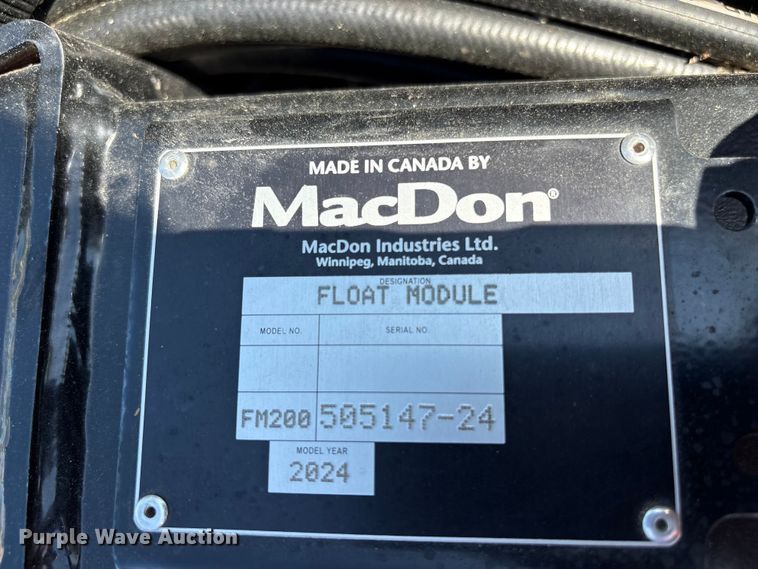 MADE IN CANADA BY
MacDon®
MacDon Industries Ltd.
Winnipeg, Manitoba, Canada
DESIGNATION
FLOAT MODULE
MODEL NO. SERIAL NO.
FM200 505147-24
MODEL YEAR
2024
Purple Wave Auction